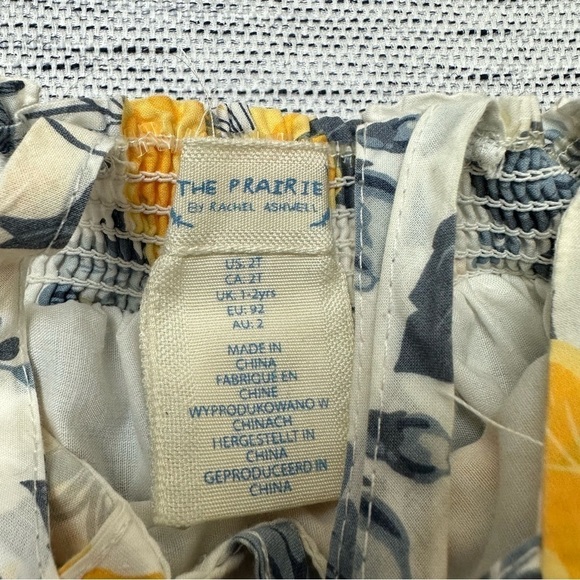 THE PRAIRIE
BY RACHEL ASHWELL
US: 2T
CA: 2T
UK: 1-2yrs
EU: 92
AU: 2
MADE IN
CHINA
FABRIQUÉ EN
CHINE
WYPRODUKOWANO W
CHINACH
HERGESTELLT IN
CHINA
GEPRODUCEERD IN
CHINA